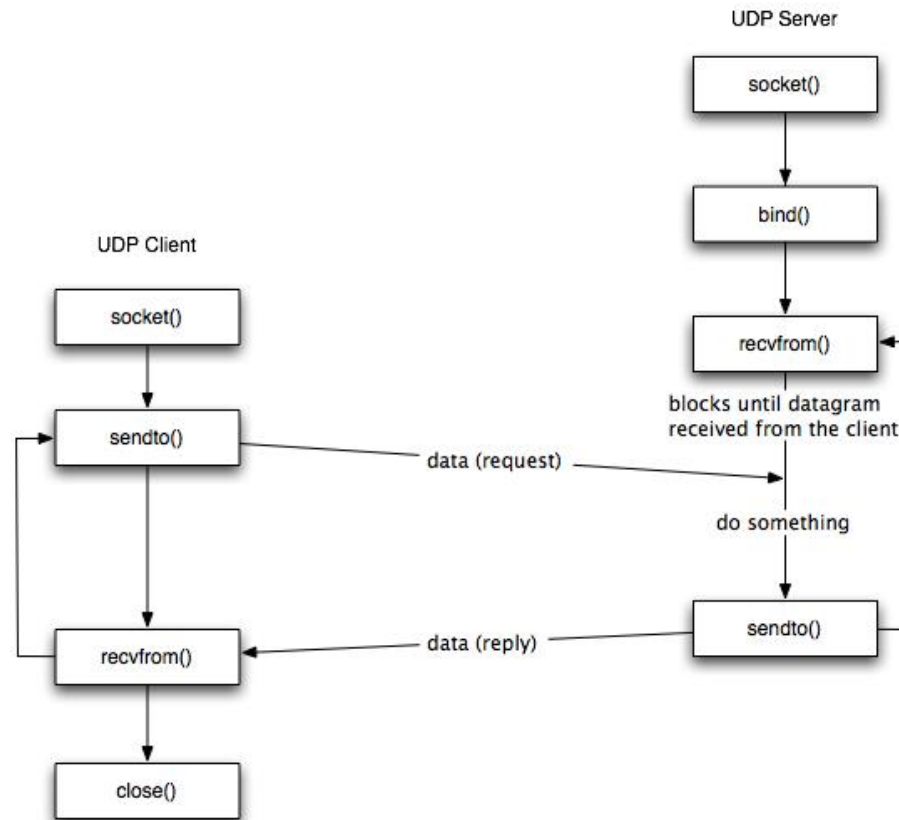 UDP Server
socket()
bind()
UDP Client
socket()
recvfrom()
blocks until datagram
received from the client
sendto()
data (request)
do something
sendto()
data (reply)
recvfrom()
close()